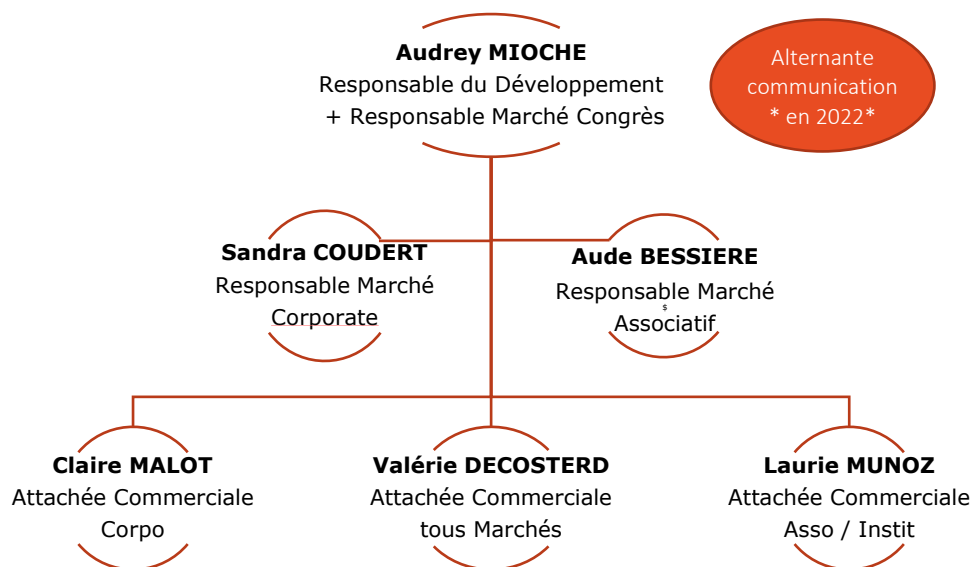 Audrey MIOCHE
Responsable du Développement
+ Responsable Marché Congrès
Alternante
communication
* en 2022*
Sandra COUDERT
Responsable Marché
Corporate
Aude BESSIERE
Responsable Marché
$
Associatif
Claire MALOT
Attachée Commerciale
Corpo
Valérie DECOSTERD
Attachée Commerciale
tous Marchés
Laurie MUNOZ
Attachée Commerciale
Asso / Instit